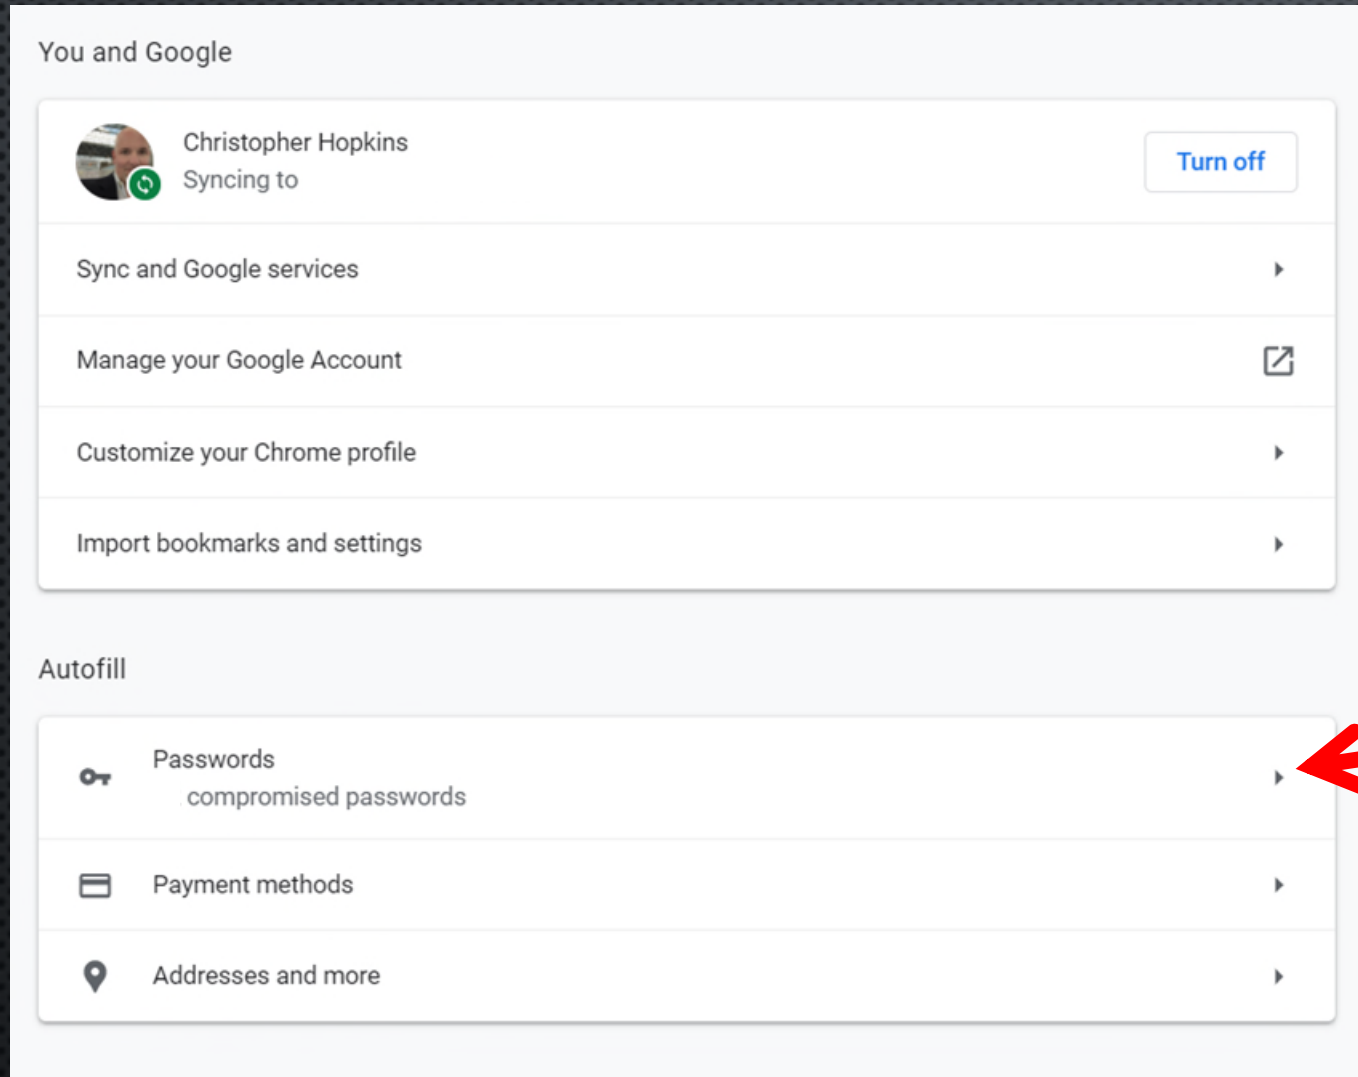 You and Google
Christopher Hopkins
Turn off
Syncing to
Sync and Google services
Manage your Google Account
Customize your Chrome profile
Import bookmarks and settings
Autofill
Passwords
compromised passwords
Payment methods
Addresses and more